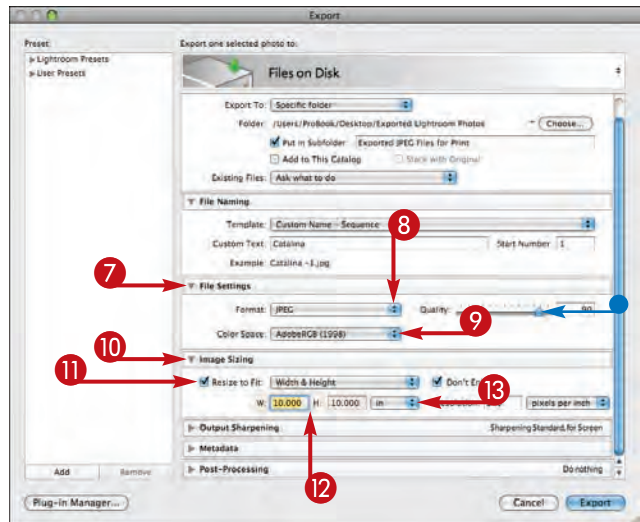 Export
Preset:
Lightroom Presets
User Presets
Export one selected photo to:
Files on Disk
Export To: Specific folder
Folder: /Users/ProBook/Desktop/Exported Lightroom Photos Choose...
Put in Subfolder: Exported JPEG Files for Print
Add to This Catalog Stack with Original
Existing Files: Ask what to do
File Naming
Template: Custom Name - Sequence
8
Custom Text: Catalina Start Number: 1
Example: Catalina -1.jpg
7
File Settings
Format: JPEG Quality: 90
9
Color Space: AdobeRGB (1998)
10
Image Sizing
11
Resize to Fit: Width & Height Don't
13
W: 10.000 H: 10.000 in pixels per inch
12
Output Sharpening Sharpening Standard, for Screen
Metadata
Post-Processing Do nothing
Add Remove
Plug-in Manager... Cancel Export